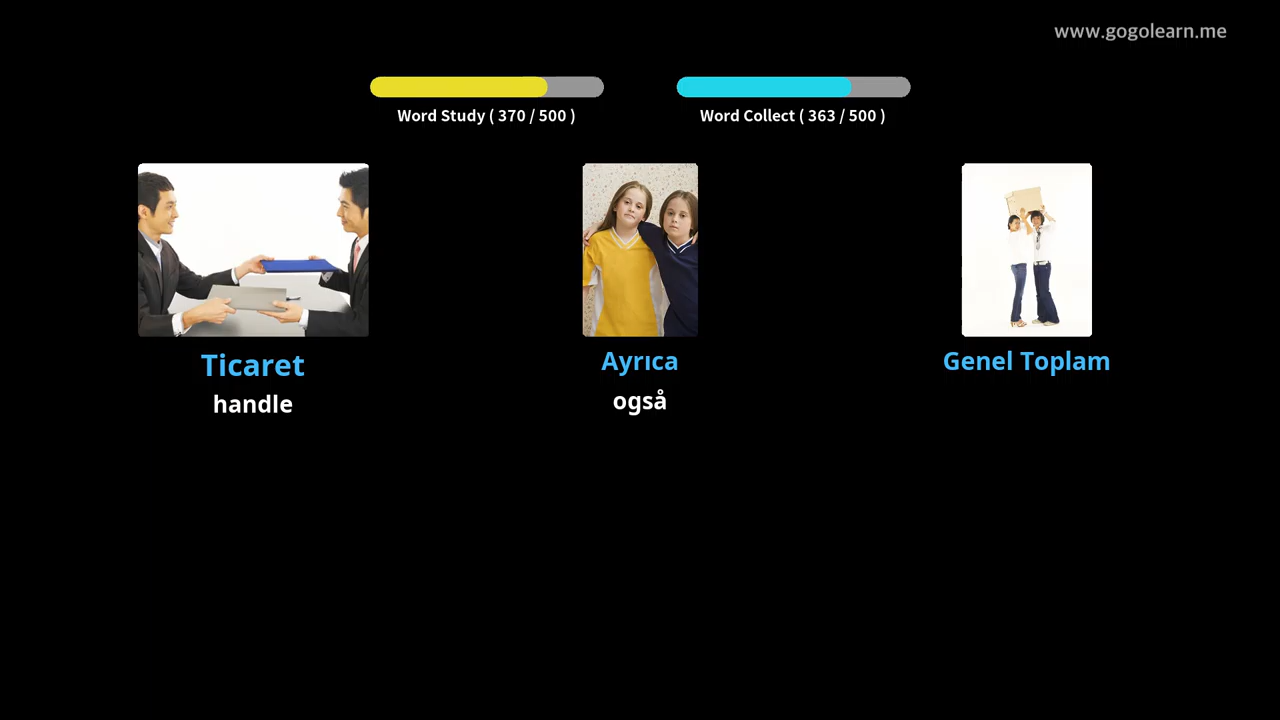 www.gogolearn.me
Word Study ( 370 / 500 )
Word Collect ( 363 / 500 )
Ticaret
handle
Ayrıca
også
Genel Toplam